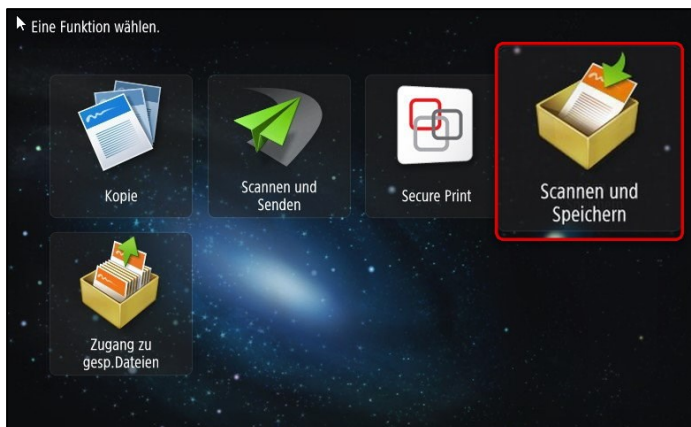 Eine Funktion wählen.
Kopie
Scannen und
Senden
Secure Print
Scannen und
Speichern
Zugang zu
gesp.Dateien